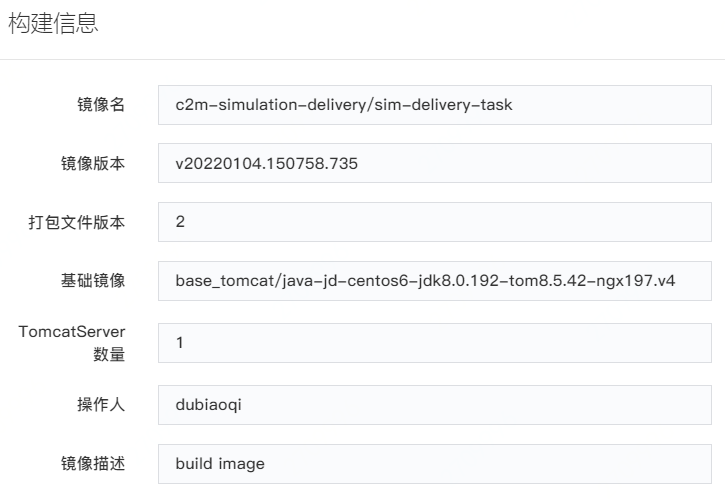 构建信息
镜像名 c2m-simulation-delivery/sim-delivery-task
镜像版本 v20220104.150758.735
打包文件版本 2
基础镜像 base_tomcat/java-jd-centos6-jdk8.0.192-tom8.5.42-ngx197.v4
TomcatServer
数量 1
操作人 dubiaoqi
镜像描述 build image